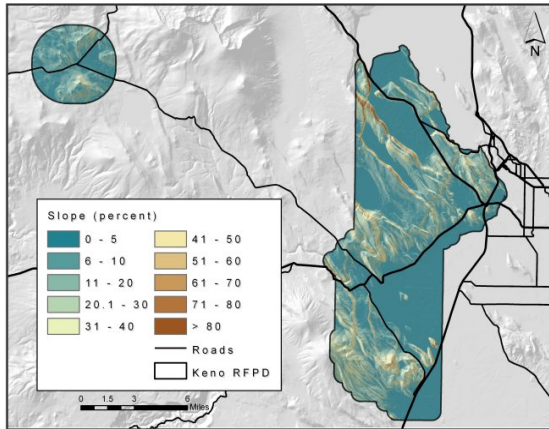 N
Slope (percent)
0 - 5
41 - 50
6 - 10
51 - 60
11 - 20
61 - 70
20.1 - 30
71 - 80
31 - 40
> 80
Roads
Keno RFPD
0 1.5 3 6
Miles